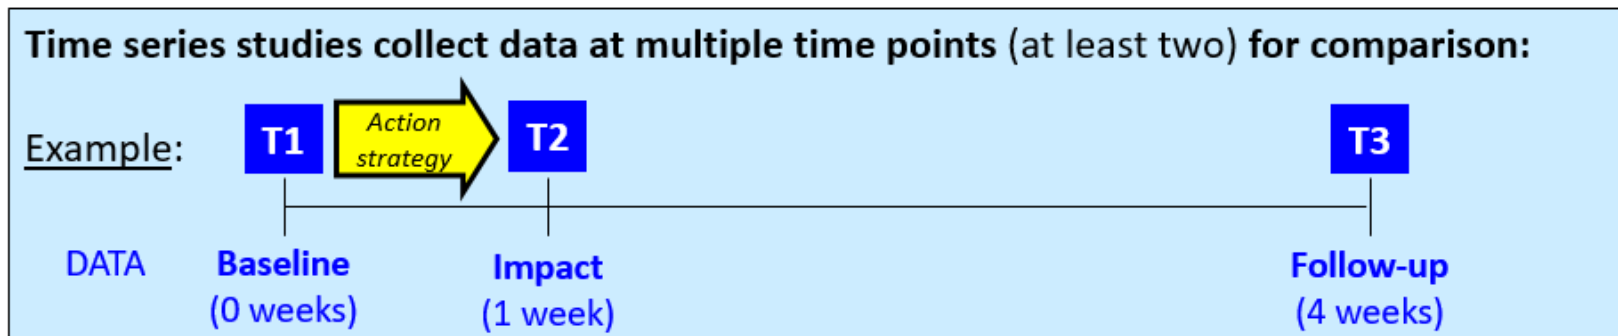 Time series studies collect data at multiple time points (at least two) for comparison:
Example:
T1
Action
strategy
T2
T3
DATA
Baseline
(0 weeks)
Impact
(1 week)
Follow-up
(4 weeks)